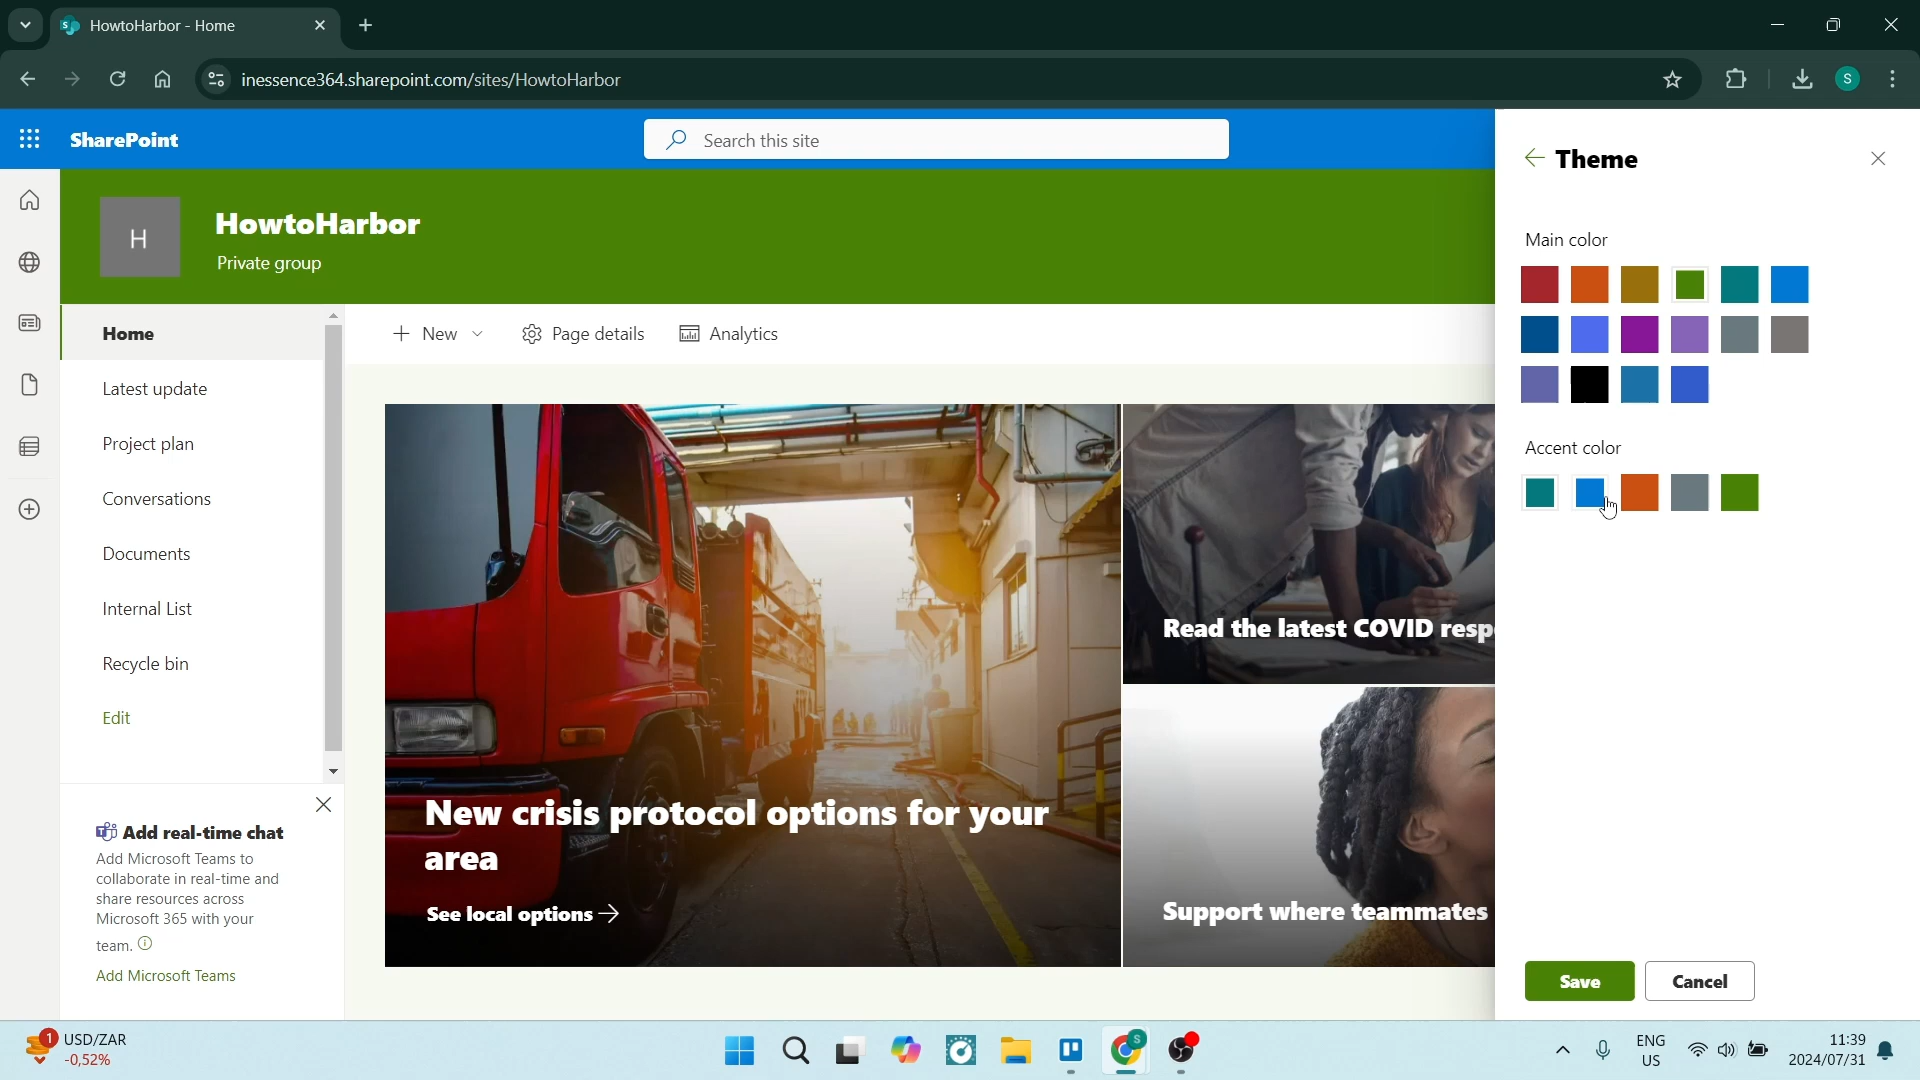 HowtoHarbor - Home
inessence364.sharepoint.com/sites/HowtoHarbor
S
SharePoint
Search this site
Theme
H
HowtoHarbor
Private group
Main color
Home
New
Page details
Analytics
Latest update
Project plan
Conversations
Documents
Internal List
Recycle bin
Edit
Accent color
Read the latest COVID resp
New crisis protocol options for your
area
See local options
Support where teammates
Add real-time chat
Add Microsoft Teams to
collaborate in real-time and
share resources across
Microsoft 365 with your
team.
Add Microsoft Teams
Save
Cancel
1
USD/ZAR
-0,52%
S
ENG
US
11:39
2024/07/31